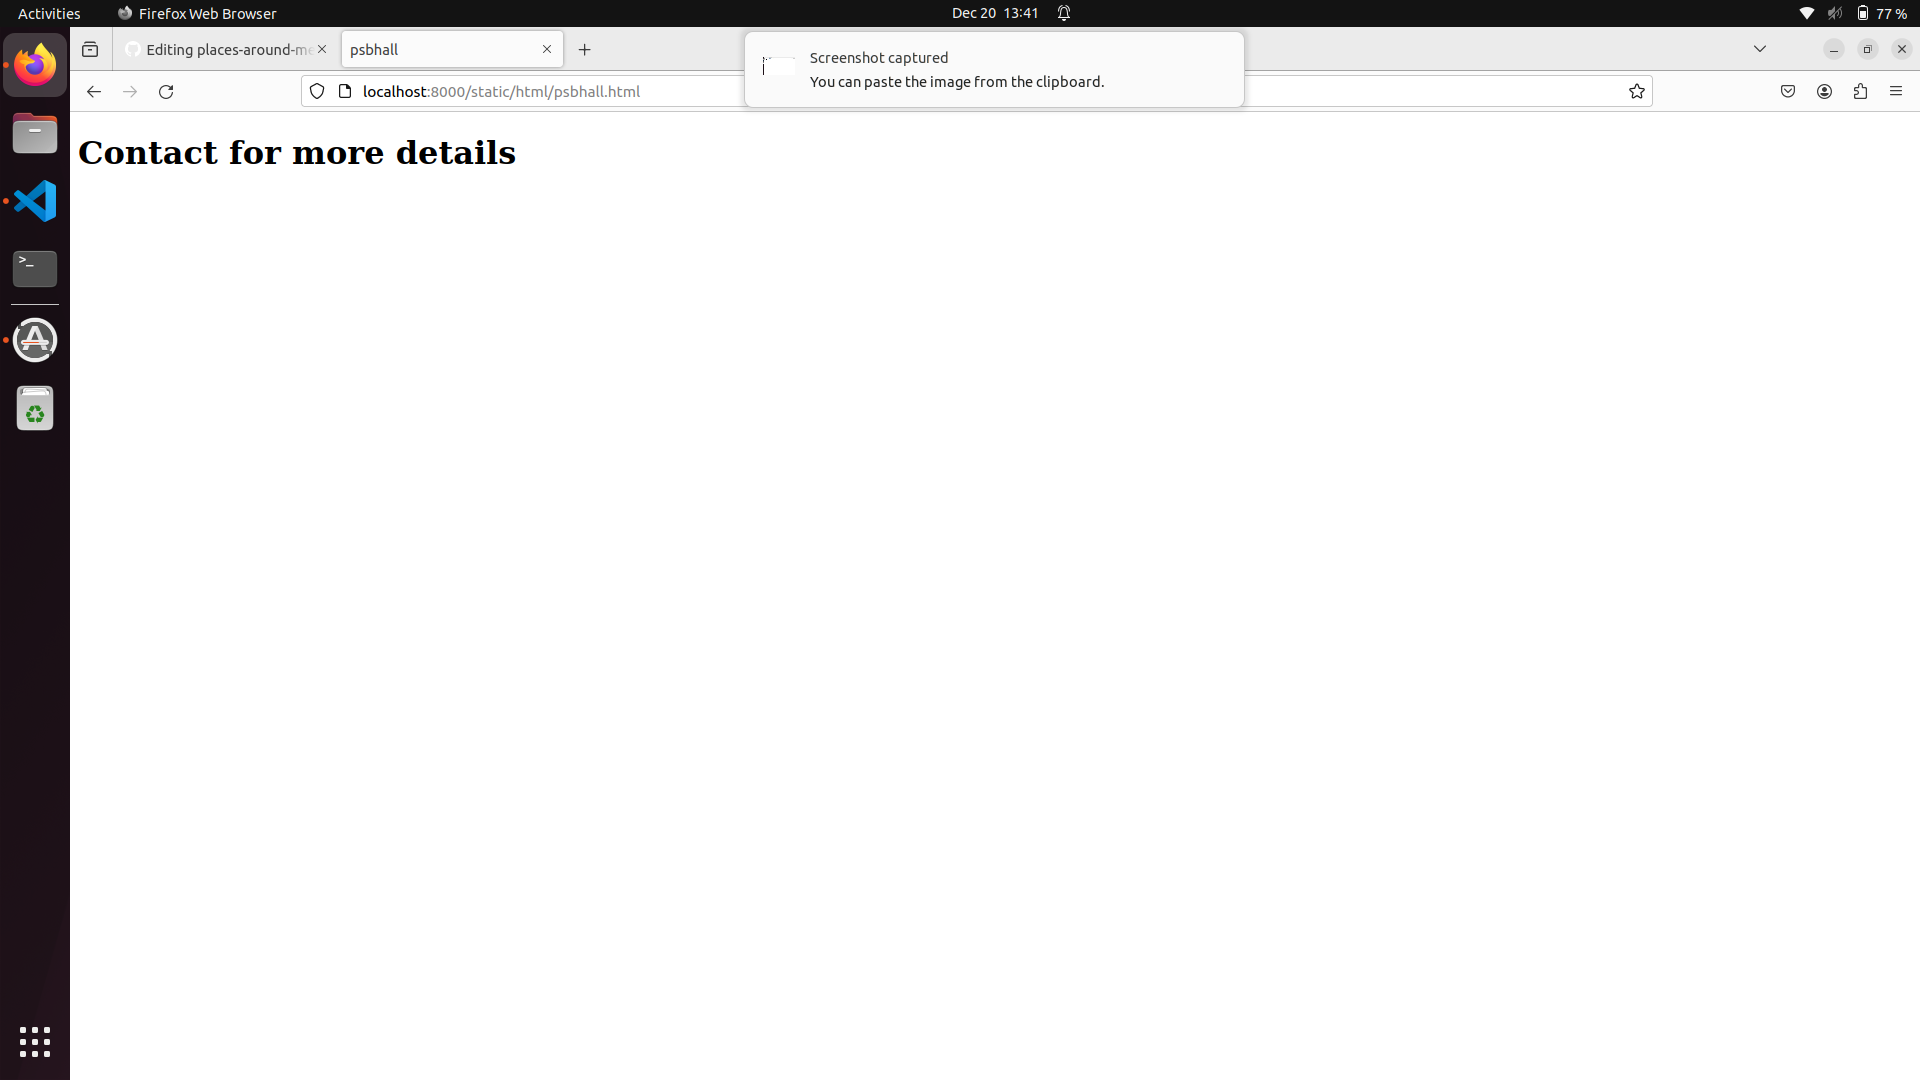 Activities Firefox Web Browser Dec 20 13:41 77 %
Editing places-around-me psbhall
Screenshot captured
You can paste the image from the clipboard.
localhost:8000/static/html/psbhall.html
Contact for more details
>_
A